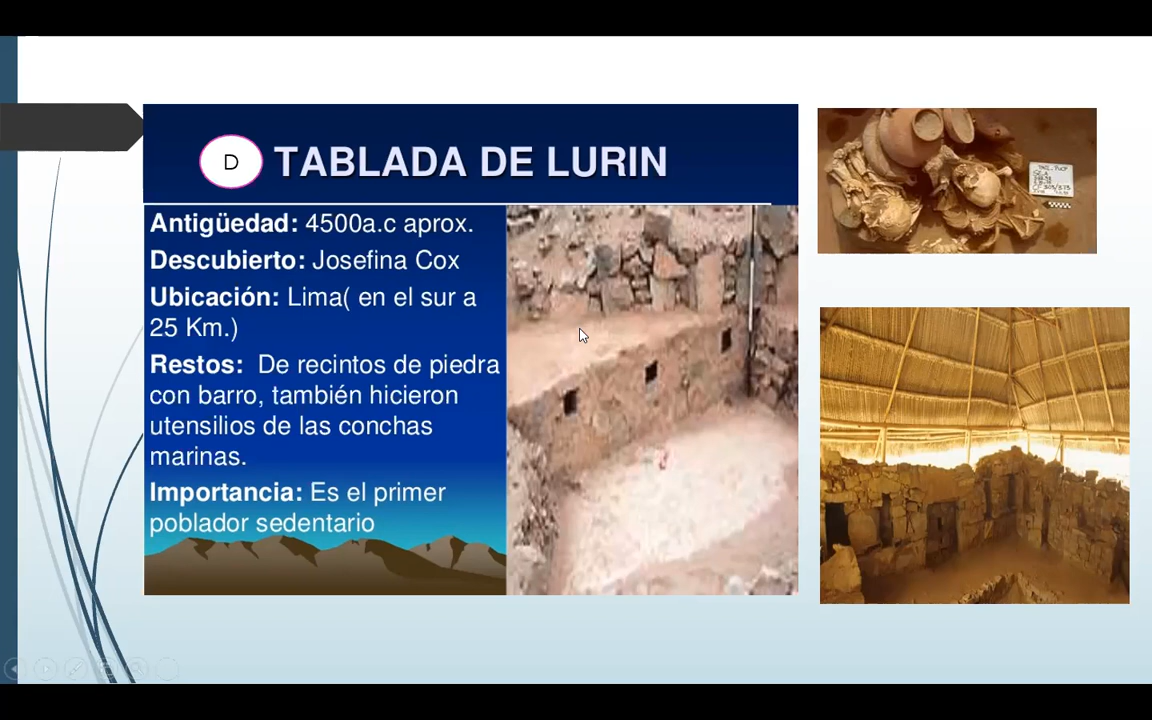 D
TABLADA DE LURIN
Antigüedad: 4500a.c aprox.
Descubierto: Josefina Cox
Ubicación: Lima( en el sur a
25 Km.)
Restos:  De recintos de piedra
con barro, también hicieron
utensilios de las conchas
marinas.
Importancia: Es el primer
poblador sedentario